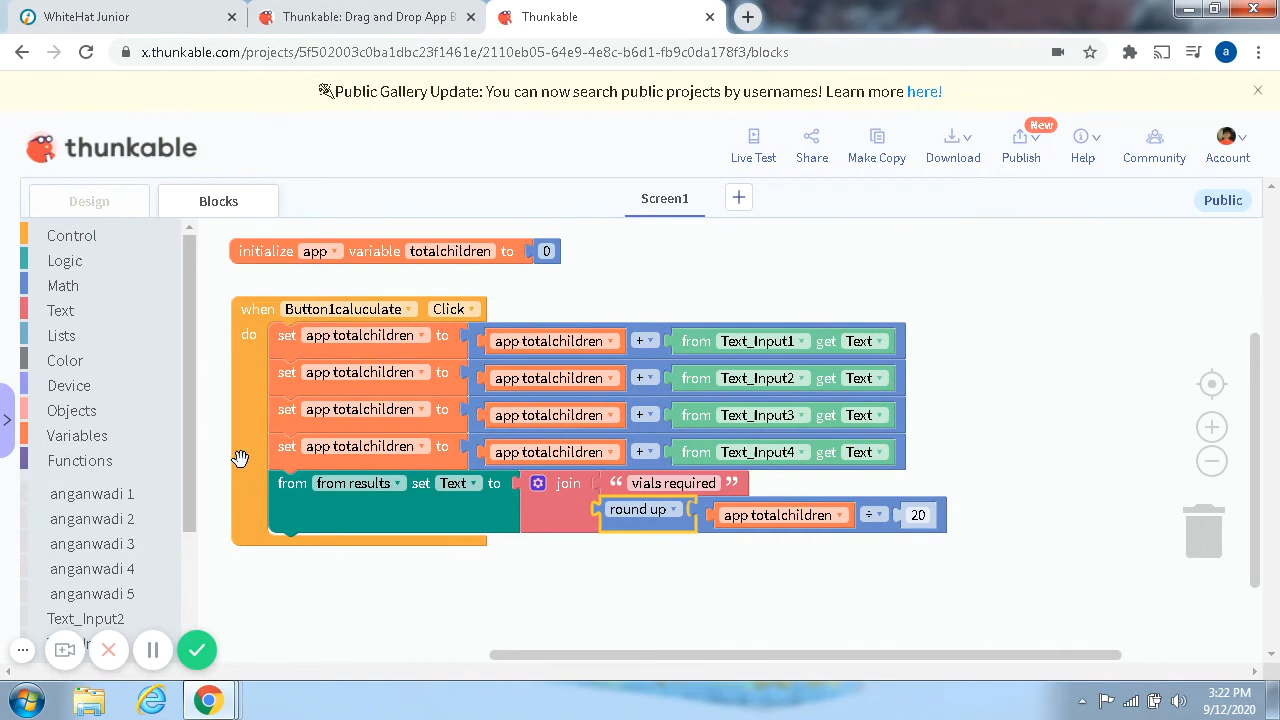 WhiteHat Junior
Thunkable: Drag and Drop App B
Thunkable
x.thunkable.com/projects/5f502003c0ba1dbc23f1461e/2110ee05-64e9-4e8c-b6d1-fb9c0da178f3/blocks
a
Public Gallery Update: You can now search public projects by usernames! Learn more here!
thunkable
New
Live Test Share Make Copy Download Publish Help Community Account
Design Blocks Screen1 + Public
Control
Logic
Math
Text
Lists
Color
Device
Objects
Variables
Functions
anganwadi 1
anganwadi 2
anganwadi 3
anganwadi 4
anganwadi 5
Text_Input2
initialize app variable totalchildren to 0
when Button1caluculate Click
do set app totalchildren to app totalchildren + from Text_Input1 get Text
set app totalchildren to app totalchildren + from Text_Input2 get Text
set app totalchildren to app totalchildren + from Text_Input3 get Text
set app totalchildren to app totalchildren + from Text_Input4 get Text
from from results set Text to join “ vials required ”
round up app totalchildren ÷ 20
3:22 PM
9/12/2020